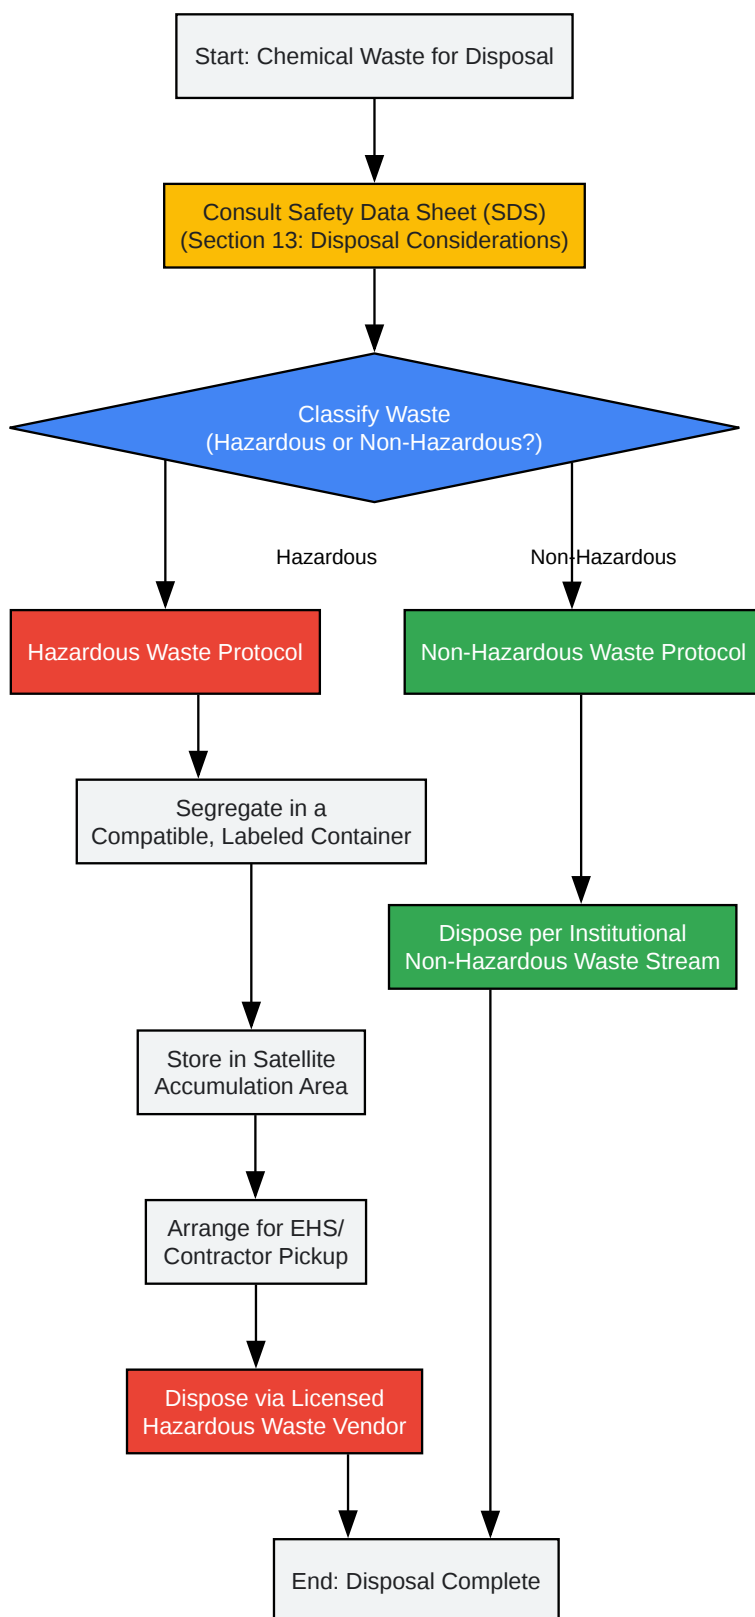 Start: Chemical Waste for Disposal
Consult Safety Data Sheet (SDS)
(Section 13: Disposal Considerations)
Classify Waste
(Hazardous or Non-Hazardous?)
Hazardous
Non-Hazardous
Hazardous Waste Protocol
Non-Hazardous Waste Protocol
Segregate in a
Compatible, Labeled Container
Dispose per Institutional
Non-Hazardous Waste Stream
Store in Satellite
Accumulation Area
Arrange for EHS/
Contractor Pickup
Dispose via Licensed
Hazardous Waste Vendor
End: Disposal Complete